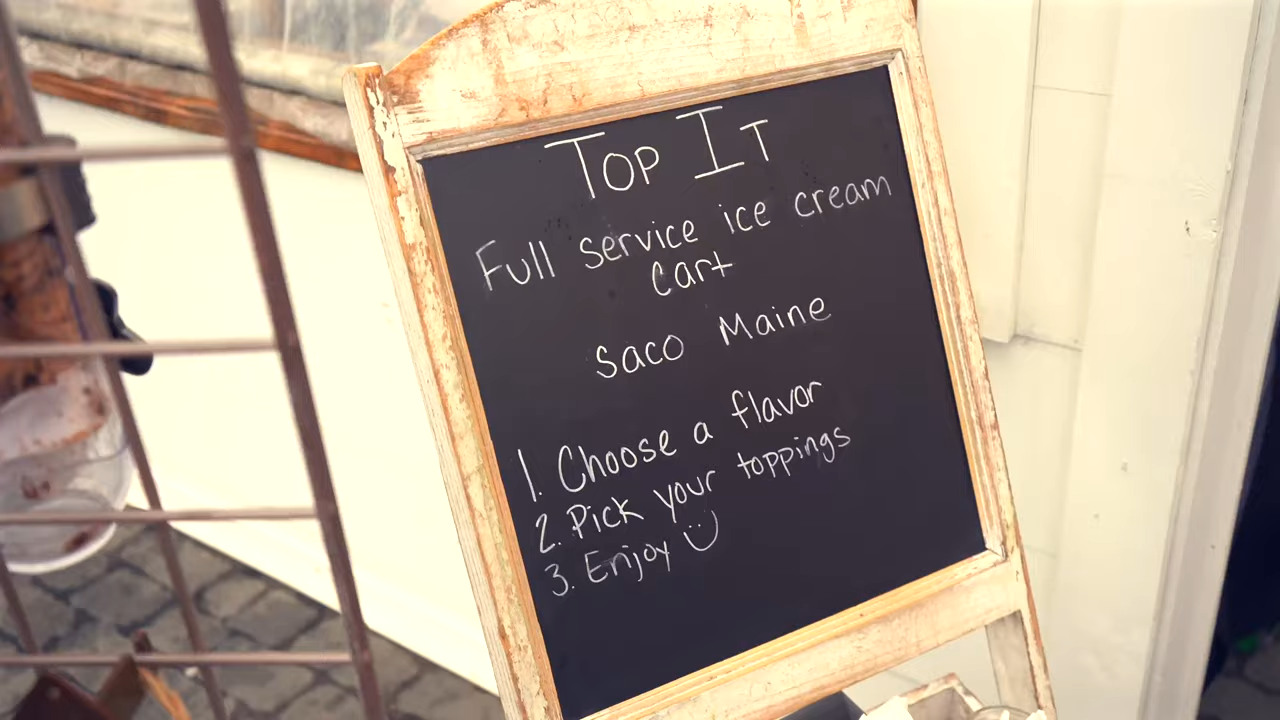 Top It
Full service ice cream
cart
Saco Maine
1. Choose a flavor
2. Pick your toppings
3. Enjoy